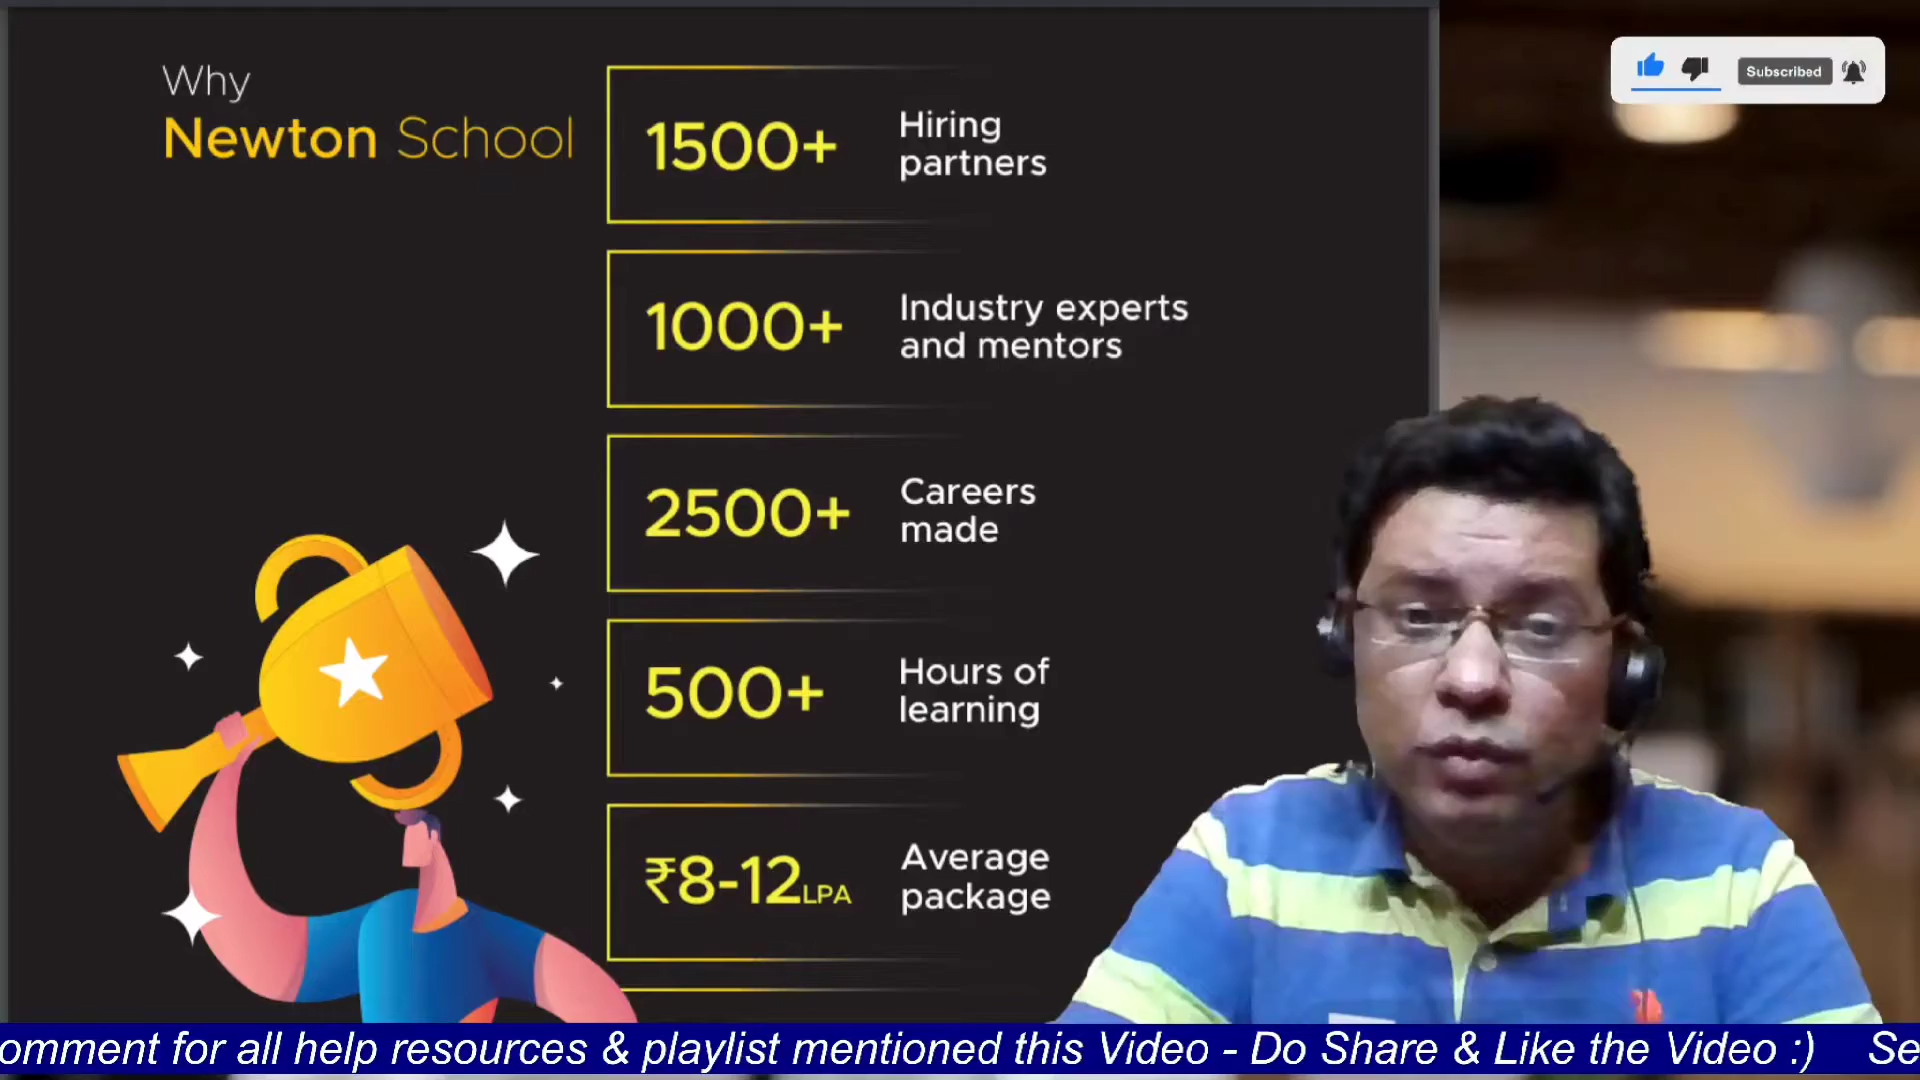 Why
Newton School
1500+
Hiring
partners
1000+
Industry experts
and mentors
2500+
Careers
made
500+
Hours of
learning
₹8-12LPA
Average
package
Subscribed
omment for all help resources & playlist mentioned this Video - Do Share & Like the Video :) Se